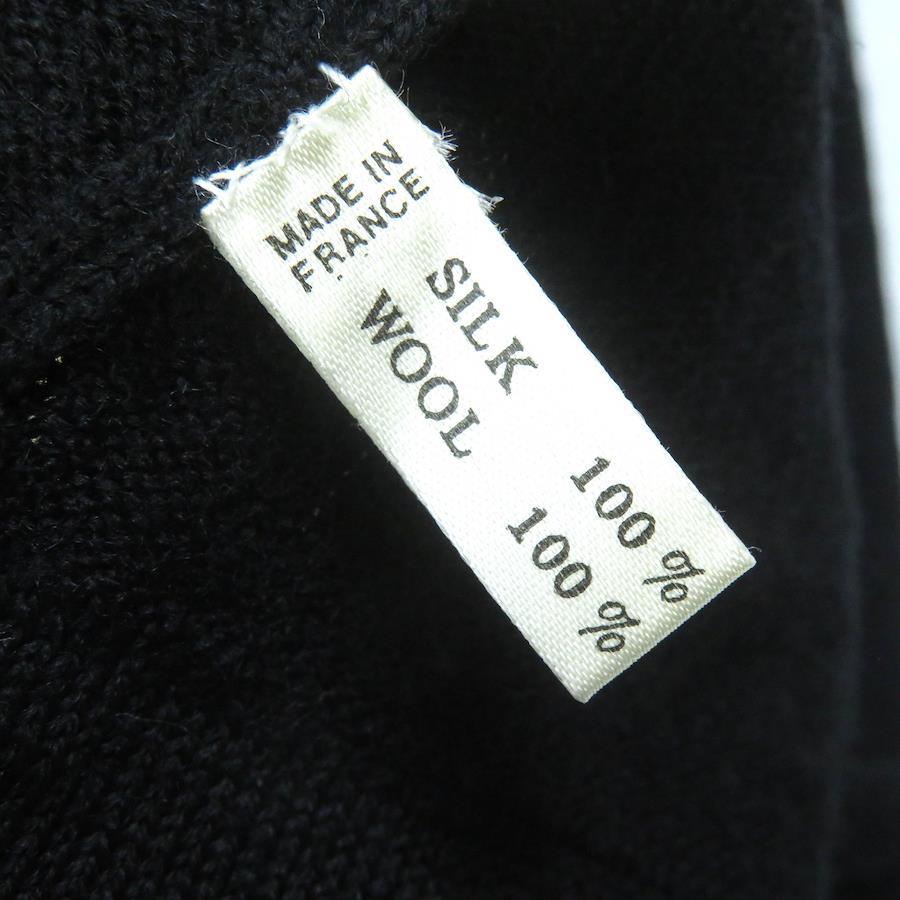 MADE IN
FRANCE
SILK 100 %
WOOL 100 %